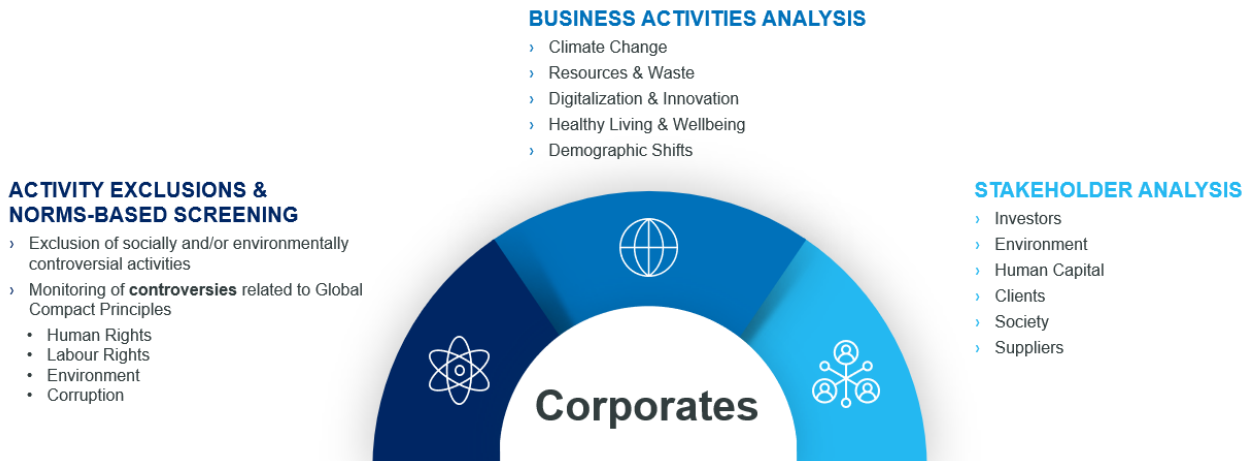 BUSINESS ACTIVITIES ANALYSIS
› Climate Change
› Resources & Waste
› Digitalization & Innovation
› Healthy Living & Wellbeing
› Demographic Shifts
ACTIVITY EXCLUSIONS &
NORMS-BASED SCREENING
› Exclusion of socially and/or environmentally
controversial activities
› Monitoring of controversies related to Global
Compact Principles
• Human Rights
• Labour Rights
• Environment
• Corruption
STAKEHOLDER ANALYSIS
› Investors
› Environment
› Human Capital
› Clients
› Society
› Suppliers
Corporates